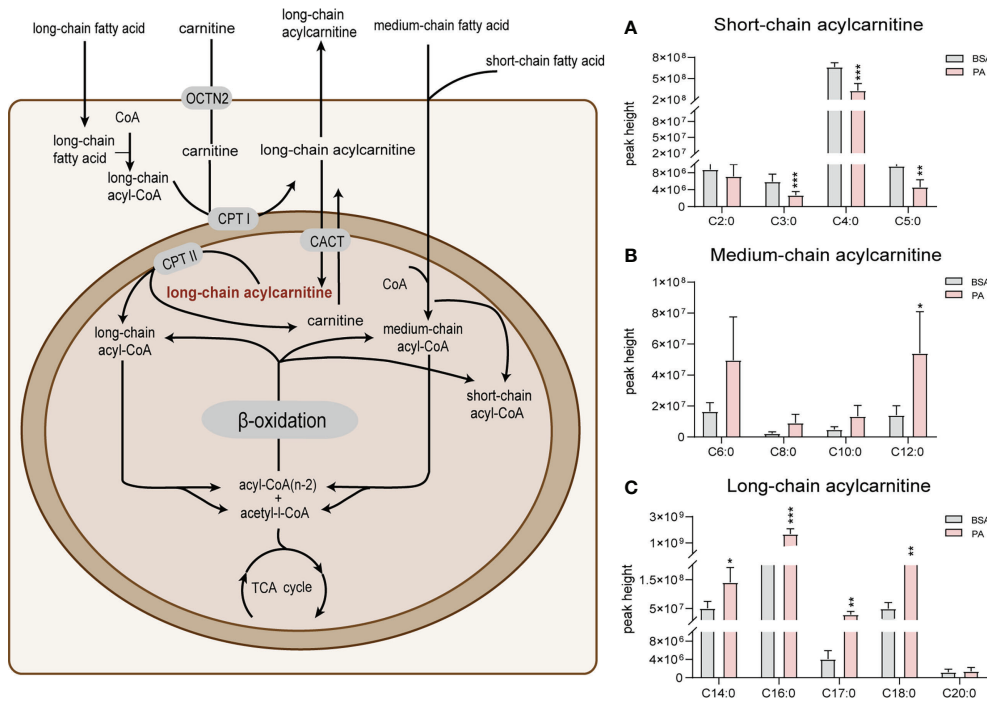 long-chain fatty acid
carnitine
long-chain
acylcarnitine
medium-chain fatty acid
short-chain fatty acid
OCTN2
CoA
long-chain
fatty acid
carnitine
long-chain acylcarnitine
long-chain
acyl-CoA
CPT I
CACT
CPT II
CoA
long-chain acylcarnitine
carnitine
long-chain
acyl-CoA
medium-chain
acyl-CoA
short-chain
acyl-CoA
β-oxidation
acyl-CoA(n-2)
+
acetyl-l-CoA
TCA cycle
A
Short-chain acylcarnitine
BSA
PA
peak height
8×10⁸
5×10⁸
2×10⁸
8×10⁷
5×10⁷
2×10⁷
8×10⁶
4×10⁶
0
***
***
**
C2:0 C3:0 C4:0 C5:0
B
Medium-chain acylcarnitine
BSA
PA
peak height
1×10⁸
8×10⁷
6×10⁷
4×10⁷
2×10⁷
0
*
C6:0 C8:0 C10:0 C12:0
C
Long-chain acylcarnitine
BSA
PA
peak height
3×10⁹
1×10⁹
1.5×10⁸
5×10⁷
8×10⁶
4×10⁶
0
*
***
**
**
C14:0 C16:0 C17:0 C18:0 C20:0